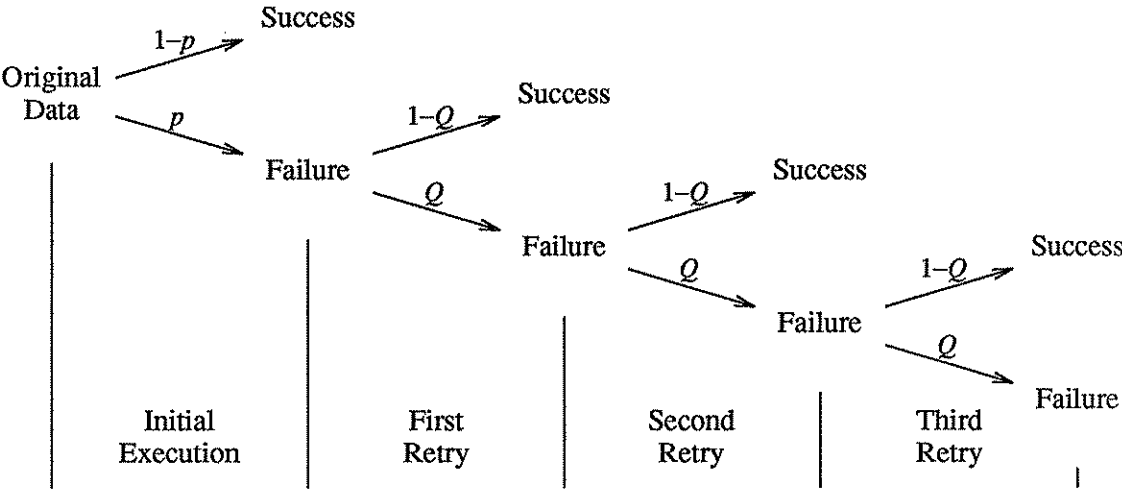 Success
1–p
Original
Data
p
Success
1–Q
Failure
Q
Success
1–Q
Failure
Q
Success
1–Q
Failure
Q
Failure
Initial
Execution
First
Retry
Second
Retry
Third
Retry